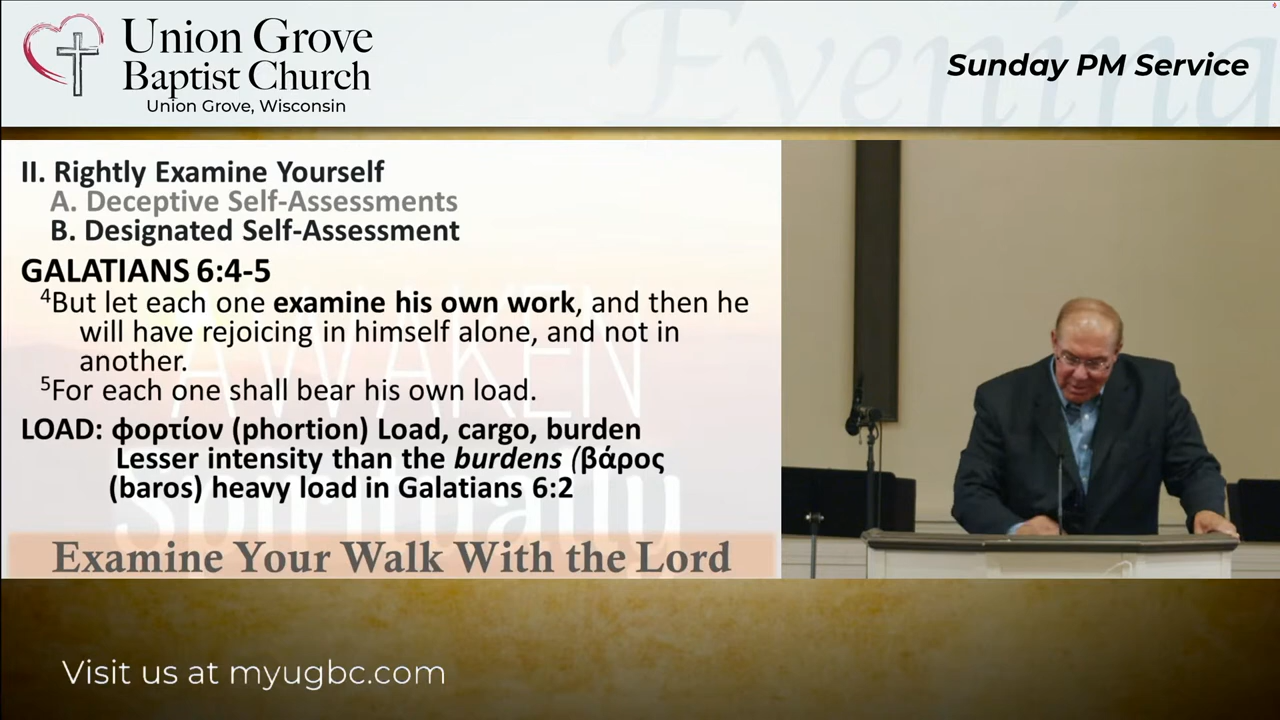 Union Grove
Baptist Church
Union Grove, Wisconsin
Evening
Sunday PM Service
II. Rightly Examine Yourself
A. Deceptive Self-Assessments
B. Designated Self-Assessment
GALATIANS 6:4-5
4But let each one examine his own work, and then he
will have rejoicing in himself alone, and not in
another.
5For each one shall bear his own load.
LOAD: φορτίον (phortion) Load, cargo, burden
Lesser intensity than the burdens (βάρος
(baros) heavy load in Galatians 6:2
AWAKEN
Spiritually
Examine Your Walk With the Lord
Visit us at myugbc.com